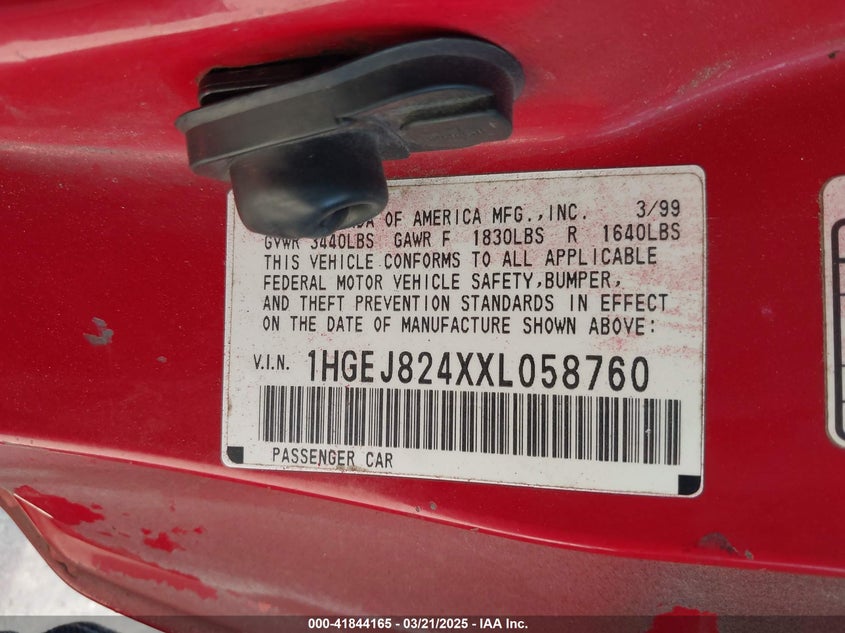 OF AMERICA MFG.,INC. 3/99
GVWR 3440LBS GAWR F 1830LBS R 1640LBS
THIS VEHICLE CONFORMS TO ALL APPLICABLE
FEDERAL MOTOR VEHICLE SAFETY,BUMPER,
AND THEFT PREVENTION STANDARDS IN EFFECT
ON THE DATE OF MANUFACTURE SHOWN ABOVE:
V.I.N. 1HGEJ824XXL058760
PASSENGER CAR
000-41844165 - 03/21/2025 - IAA Inc.